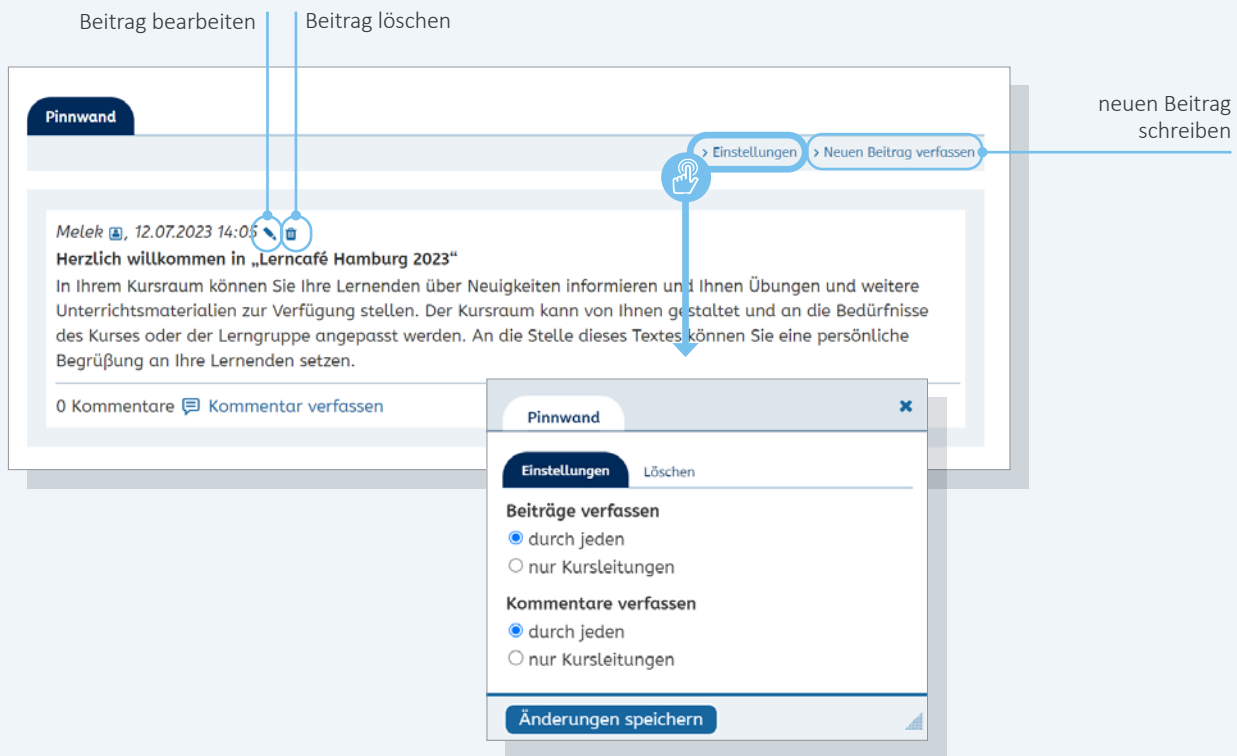 Beitrag bearbeiten
Beitrag löschen
Pinnwand
neuen Beitrag
schreiben
› Einstellungen
› Neuen Beitrag verfassen
Melek, 12.07.2023 14:05
Herzlich willkommen in „Lerncafé Hamburg 2023“
In Ihrem Kursraum können Sie Ihre Lernenden über Neuigkeiten informieren und Ihnen Übungen und weitere
Unterrichtsmaterialien zur Verfügung stellen. Der Kursraum kann von Ihnen gestaltet und an die Bedürfnisse
des Kurses oder der Lerngruppe angepasst werden. An die Stelle dieses Textes können Sie eine persönliche
Begrüßung an Ihre Lernenden setzen.
0 Kommentare Kommentar verfassen
Pinnwand
Einstellungen
Löschen
Beiträge verfassen
durch jeden
nur Kursleitungen
Kommentare verfassen
durch jeden
nur Kursleitungen
Änderungen speichern